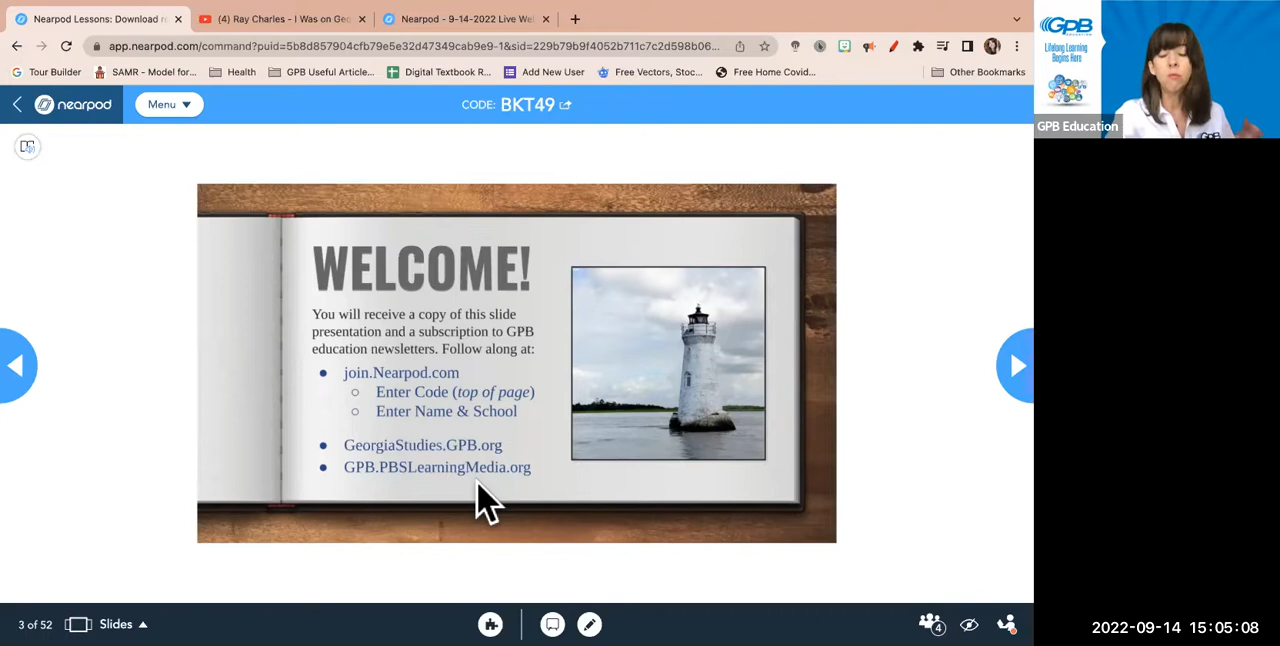 Nearpod Lessons: Download re
(4) Ray Charles - I Was on Geo
Nearpod - 9-14-2022 Live We
app.nearpod.com/command?puid=5b8d857904cfb79e5e32d47349cab9e9-1&sid=229b79b9f4052b711c7c2d598b06...
Tour Builder
SAMR - Model for...
Health
GPB Useful Article...
Digital Textbook R...
Add New User
Free Vectors, Stoc...
Free Home Covid...
Other Bookmarks
nearpod
Menu
CODE: BKT49
WELCOME!
You will receive a copy of this slide
presentation and a subscription to GPB
education newsletters. Follow along at:
join.Nearpod.com
Enter Code (top of page)
Enter Name & School
GeorgiaStudies.GPB.org
GPB.PBSLearningMedia.org
3 of 52
Slides
4
GPB
EDUCATION
Lifelong Learning
Begins Here
GPB
GPB Education
2022-09-14 15:05:08